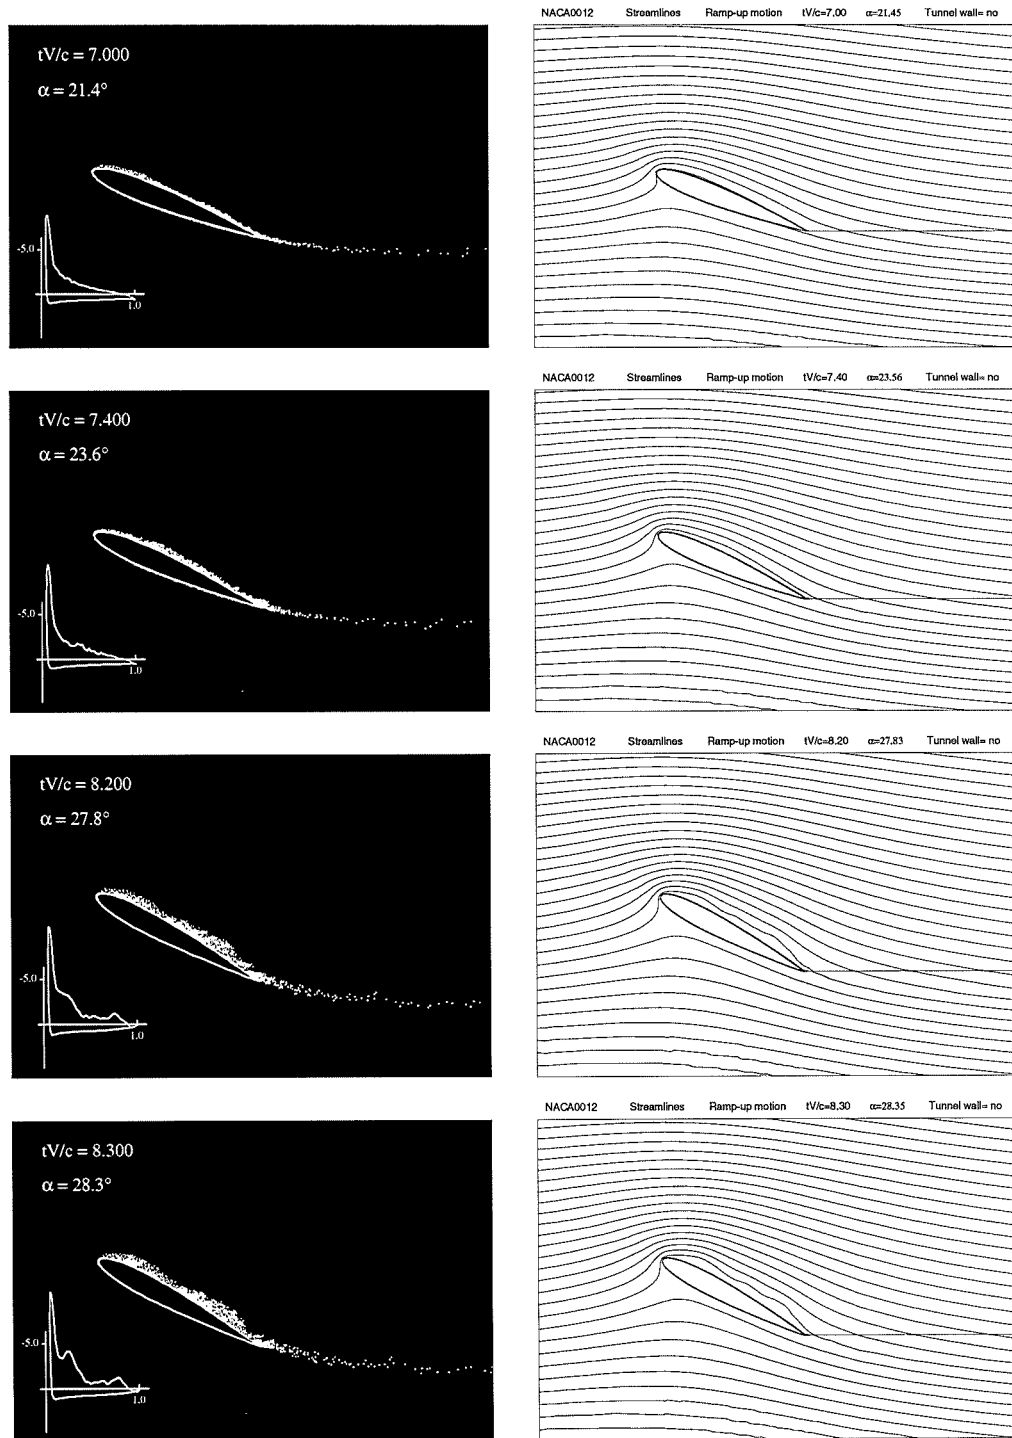 NACA0012 Streamlines Ramp-up motion tV/c=7.00 α=21.45 Tunnel wall= no
tV/c = 7.000
α = 21.4°
-5.0
1.0
NACA0012 Streamlines Ramp-up motion tV/c=7.40 α=23.56 Tunnel wall= no
tV/c = 7.400
α = 23.6°
-5.0
1.0
NACA0012 Streamlines Ramp-up motion tV/c=8.20 α=27.83 Tunnel wall= no
tV/c = 8.200
α = 27.8°
-5.0
1.0
NACA0012 Streamlines Ramp-up motion tV/c=8.30 α=28.35 Tunnel wall= no
tV/c = 8.300
α = 28.3°
-5.0
1.0